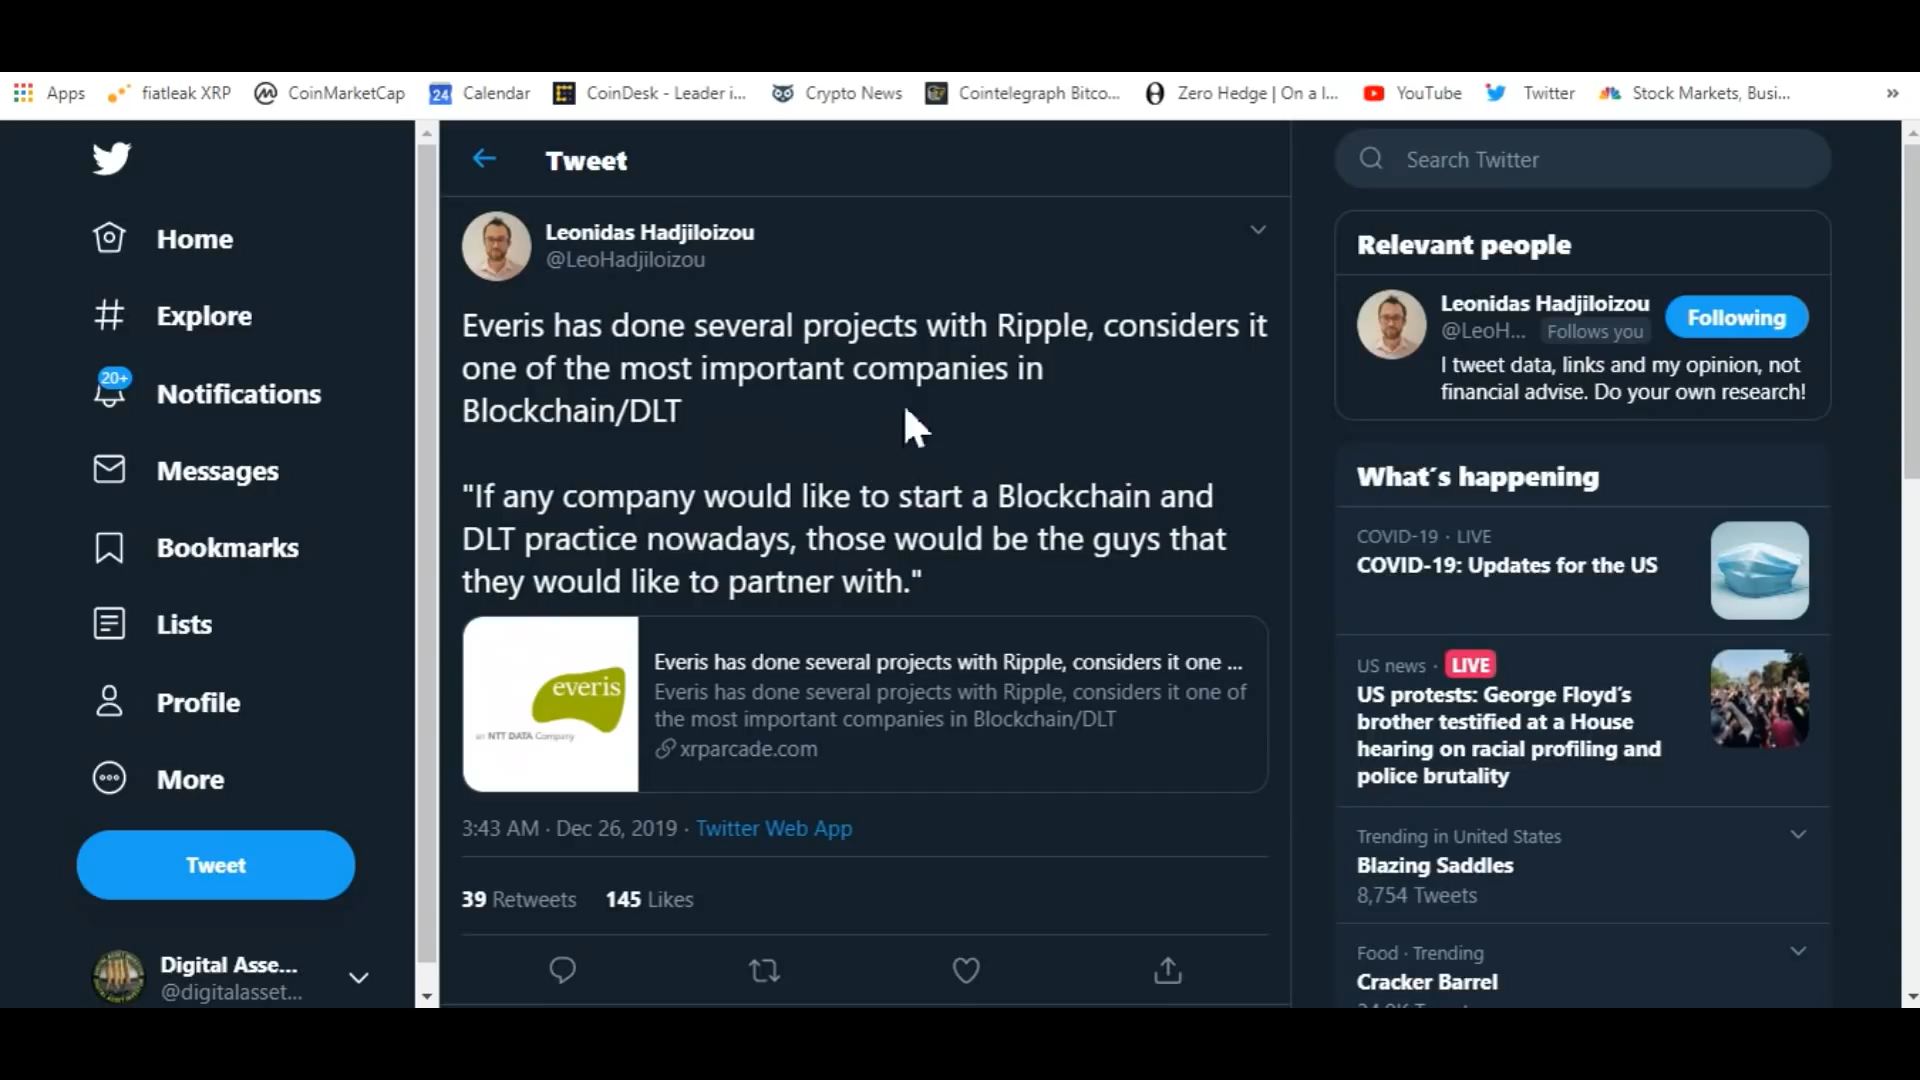 Apps fiatleak XRP CoinMarketCap 24 Calendar CoinDesk - Leader i... Crypto News Cointelegraph Bitco... Zero Hedge | On a l... YouTube Twitter Stock Markets, Busi... »
Home
Explore
20+
Notifications
Messages
Bookmarks
Lists
Profile
More
Tweet
Digital Asse...
@digitalasset...
Tweet
Leonidas Hadjiloizou
@LeoHadjiloizou
Everis has done several projects with Ripple, considers it
one of the most important companies in
Blockchain/DLT
"If any company would like to start a Blockchain and
DLT practice nowadays, those would be the guys that
they would like to partner with."
everis
an NTT DATA Company
Everis has done several projects with Ripple, considers it one ...
Everis has done several projects with Ripple, considers it one of
the most important companies in Blockchain/DLT
xrparcade.com
3:43 AM · Dec 26, 2019 · Twitter Web App
39 Retweets 145 Likes
Search Twitter
Relevant people
Leonidas Hadjiloizou
@LeoH... Follows you
Following
I tweet data, links and my opinion, not
financial advise. Do your own research!
What's happening
COVID-19 · LIVE
COVID-19: Updates for the US
US news · LIVE
US protests: George Floyd's
brother testified at a House
hearing on racial profiling and
police brutality
Trending in United States
Blazing Saddles
8,754 Tweets
Food · Trending
Cracker Barrel